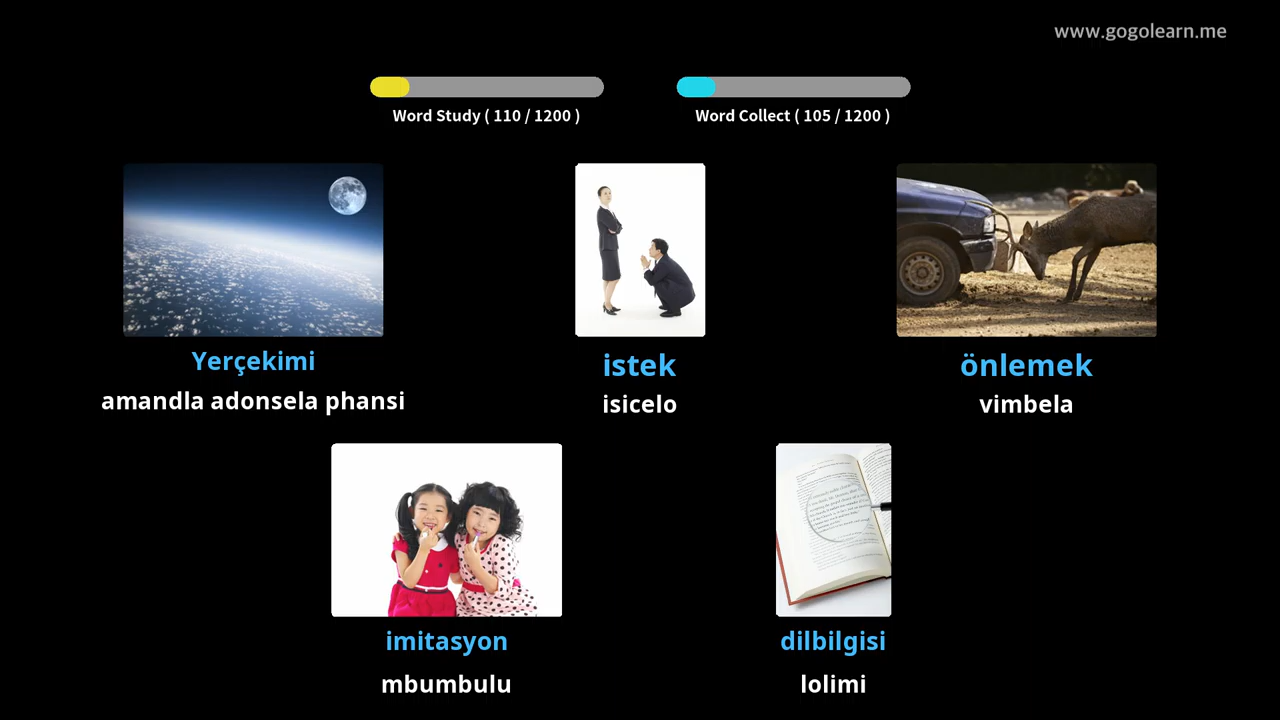 www.gogolearn.me
Word Study ( 110 / 1200 )
Word Collect ( 105 / 1200 )
Yerçekimi
amandla adonsela phansi
istek
isicelo
önlemek
vimbela
imitasyon
mbumbulu
dilbilgisi
lolimi